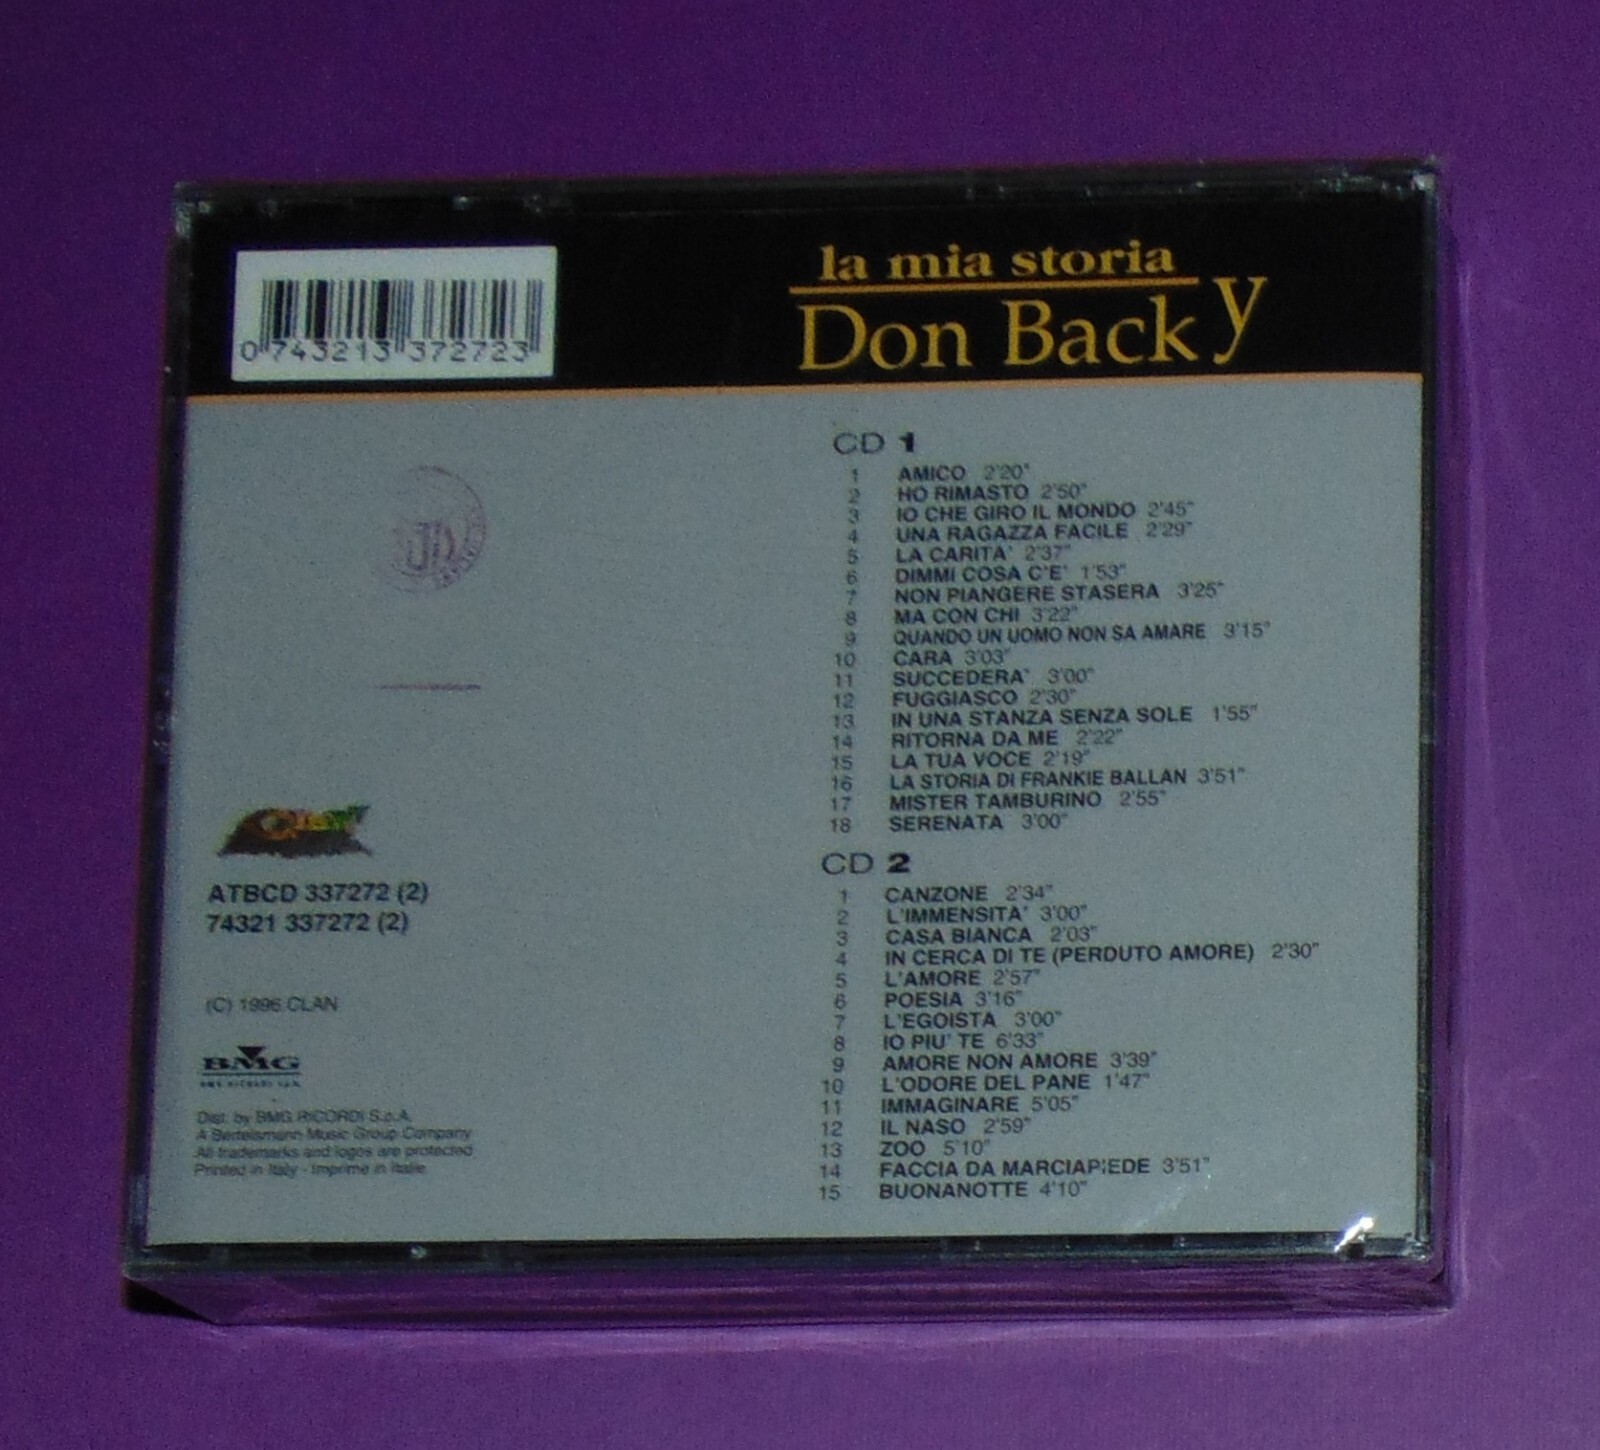 0 743213 372723
la mia storia
Don Backy
CD 1
1 AMICO 2'20"
2 HO RIMASTO 2'50"
3 IO CHE GIRO IL MONDO 2'45"
4 UNA RAGAZZA FACILE 2'29"
5 LA CARITA' 2'37"
6 DIMMI COSA C'E' 1'53"
7 NON PIANGERE STASERA 3'25"
8 MA CON CHI 3'22"
9 QUANDO UN UOMO NON SA AMARE 3'15"
10 CARA 3'03"
11 SUCCEDERA' 3'00"
12 FUGGIASCO 2'30"
13 IN UNA STANZA SENZA SOLE 1'55"
14 RITORNA DA ME 2'22"
15 LA TUA VOCE 2'19"
16 LA STORIA DI FRANKIE BALLAN 3'51"
17 MISTER TAMBURINO 2'55"
18 SERENATA 3'00"
CD 2
1 CANZONE 2'34"
2 L'IMMENSITA' 3'00"
3 CASA BIANCA 2'03"
4 IN CERCA DI TE (PERDUTO AMORE) 2'30"
5 L'AMORE 2'57"
6 POESIA 3'16"
7 L'EGOISTA 3'00"
8 IO PIU' TE 6'33"
9 AMORE NON AMORE 3'39"
10 L'ODORE DEL PANE 1'47"
11 IMMAGINARE 5'05"
12 IL NASO 2'59"
13 ZOO 5'10"
14 FACCIA DA MARCIAPIEDE 3'51"
15 BUONANOTTE 4'10"
ATBCD 337272 (2)
74321 337272 (2)
(C) 1996 CLAN
BMG
BMG RICORDI S.p.A.
Dist. by BMG RICORDI S.p.A.
A Bertelsmann Music Group Company
All trademarks and logos are protected
Printed in Italy - Imprimé in Italie